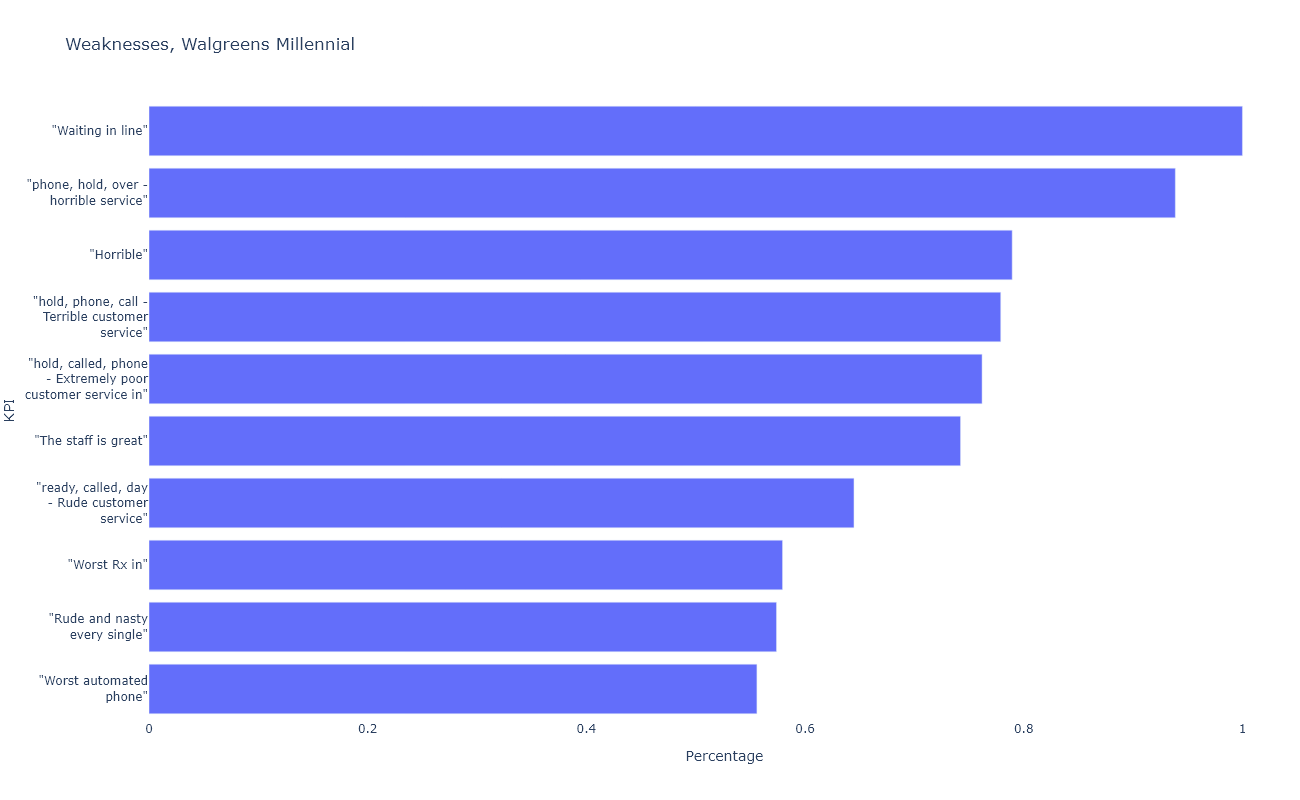 Weaknesses, Walgreens Millennial
"Waiting in line"
"phone, hold, over -
horrible service"
"Horrible"
"hold, phone, call -
Terrible customer
service"
"hold, called, phone
- Extremely poor
customer service in"
"The staff is great"
"ready, called, day
- Rude customer
service"
"Worst Rx in"
"Rude and nasty
every single"
"Worst automated
phone"
KPI
0 0.2 0.4 0.6 0.8 1
Percentage